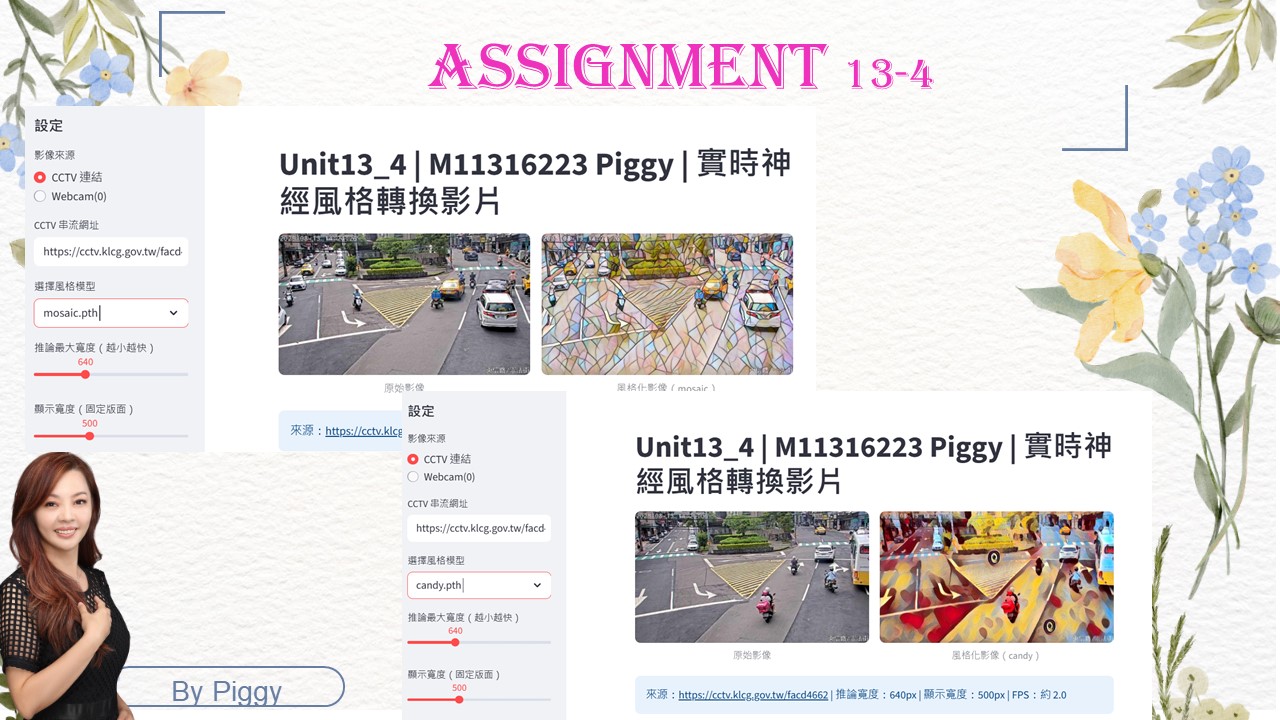 ASSIGNMENT 13-4
設定
影像來源
CCTV 連結
Webcam(0)
CCTV 串流網址
https://cctv.klcg.gov.tw/facd
選擇風格模型
mosaic.pth
推論最大寬度（越小越快）
640
顯示寬度（固定版面）
500
Unit13_4 | M11316223 Piggy | 實時神
經風格轉換影片
原始影像
風格化影像（mosaic）
來源：https://cctv.klcg
設定
影像來源
CCTV 連結
Webcam(0)
CCTV 串流網址
https://cctv.klcg.gov.tw/facd
選擇風格模型
candy.pth
推論最大寬度（越小越快）
640
顯示寬度（固定版面）
500
Unit13_4 | M11316223 Piggy | 實時神
經風格轉換影片
原始影像
風格化影像（candy）
來源：https://cctv.klcg.gov.tw/facd4662 | 推論寬度：640px | 顯示寬度：500px | FPS：約 2.0
By Piggy